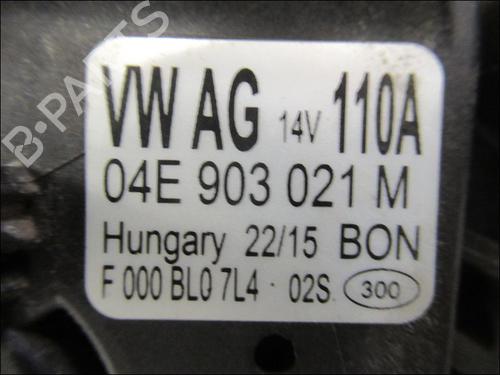 VW AG 14V 110A
04E 903 021 M
Hungary 22/15 BON
F 000 BL0 7L4 · 02S 300
B-PARTS